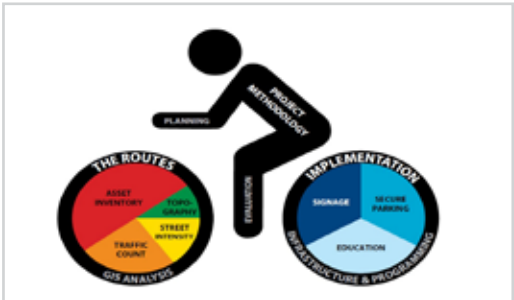 PROJECT
METHODOLOGY
PLANNING
EVALUATION
THE ROUTES
ASSET
INVENTORY
TOPO-
GRAPHY
STREET
INTENSITY
TRAFFIC
COUNT
GIS ANALYSIS
IMPLEMENTATION
SIGNAGE
SECURE
PARKING
EDUCATION
INFRASTRUCTURE & PROGRAMMING